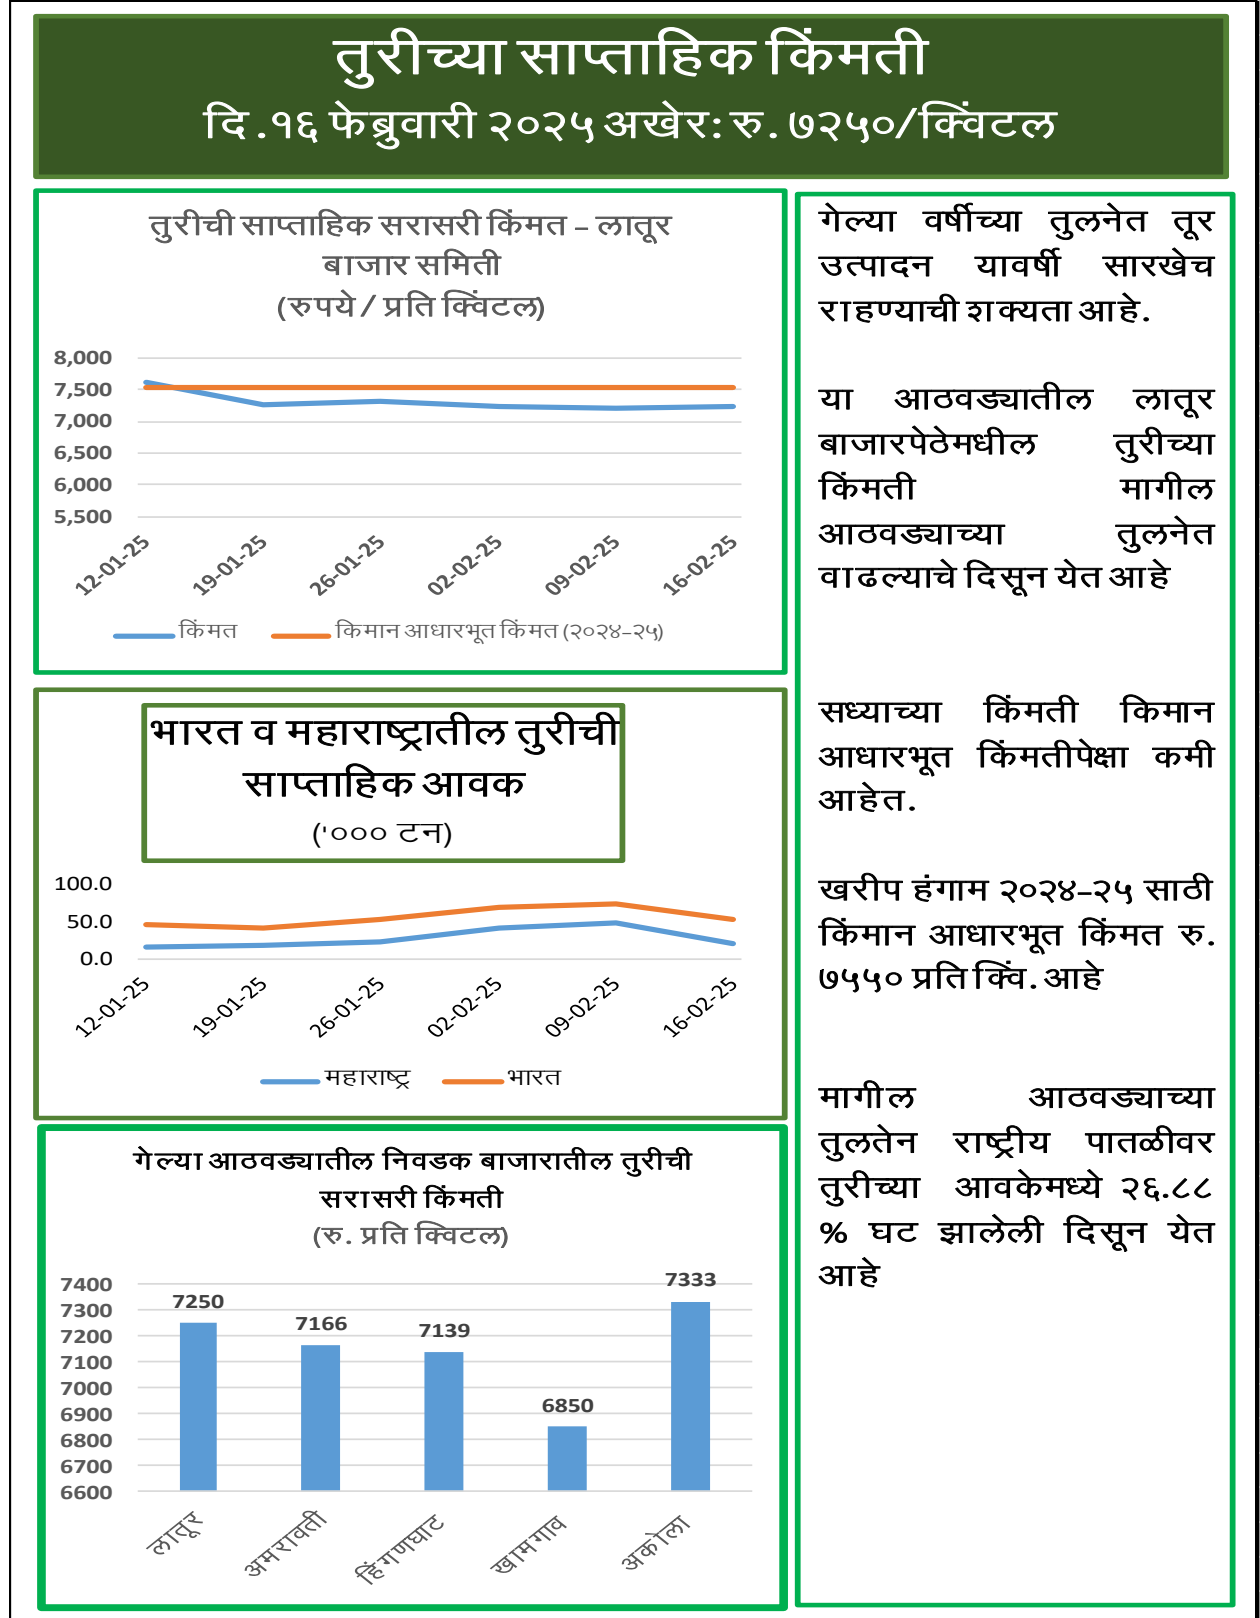 तुरीच्या साप्ताहिक किंमती
दि.१६ फेब्रुवारी २०२५ अखेर: रु. ७२५०/क्विंटल
तुरीची साप्ताहिक सरासरी किंमत – लातूर
बाजार समिती
(रुपये/ प्रति क्विंटल)
8,000
7,500
7,000
6,500
6,000
5,500
12-01-25
19-01-25
26-01-25
02-02-25
09-02-25
16-02-25
किंमत
किमान आधारभूत किंमत (२०२४–२५)
भारत व महाराष्ट्रातील तुरीची
साप्ताहिक आवक
('००० टन)
100.0
50.0
0.0
12-01-25
19-01-25
26-01-25
02-02-25
09-02-25
16-02-25
महाराष्ट्र
भारत
गेल्या आठवड्यातील निवडक बाजारातील तुरीची
सरासरी किंमती
(रु. प्रति क्विटल)
7400
7300
7200
7100
7000
6900
6800
6700
6600
7250
7166
7139
6850
7333
लातूर
अमरावती
हिंगणघाट
खामगाव
अकोला
गेल्या वर्षीच्या तुलनेत तूर
उत्पादन यावर्षी सारखेच
राहण्याची शक्यता आहे.
या आठवड्यातील लातूर
बाजारपेठेमधील तुरीच्या
किंमती मागील
आठवड्याच्या तुलनेत
वाढल्याचे दिसून येत आहे
सध्याच्या किंमती किमान
आधारभूत किंमतीपेक्षा कमी
आहेत.
खरीप हंगाम २०२४–२५ साठी
किंमान आधारभूत किंमत रु.
७५५० प्रति क्विं. आहे
मागील आठवड्याच्या
तुलतेन राष्ट्रीय पातळीवर
तुरीच्या आवकेमध्ये २६.८८
% घट झालेली दिसून येत
आहे